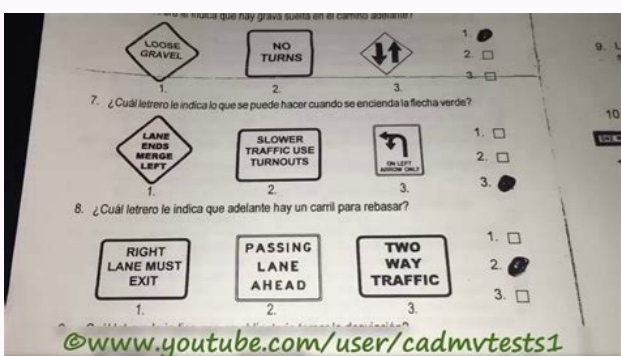 le indica que hay grava suelta en el camino adelante?
LOOSE
GRAVEL
NO
TURNS
1.
2.
3.
1.
2.
3.
7. ¿Cuál letrero le indica lo que se puede hacer cuando se encienda la flecha verde?
LANE
ENDS
MERGE
LEFT
SLOWER
TRAFFIC USE
TURNOUTS
ON LEFT
ARROW ONLY
1.
2.
3.
1.
2.
3.
8. ¿Cuál letrero le indica que adelante hay un carril para rebasar?
RIGHT
LANE MUST
EXIT
PASSING
LANE
AHEAD
TWO
WAY
TRAFFIC
1.
2.
3.
1.
2.
3.
9.
10
©www.youtube.com/user/cadmvtests1